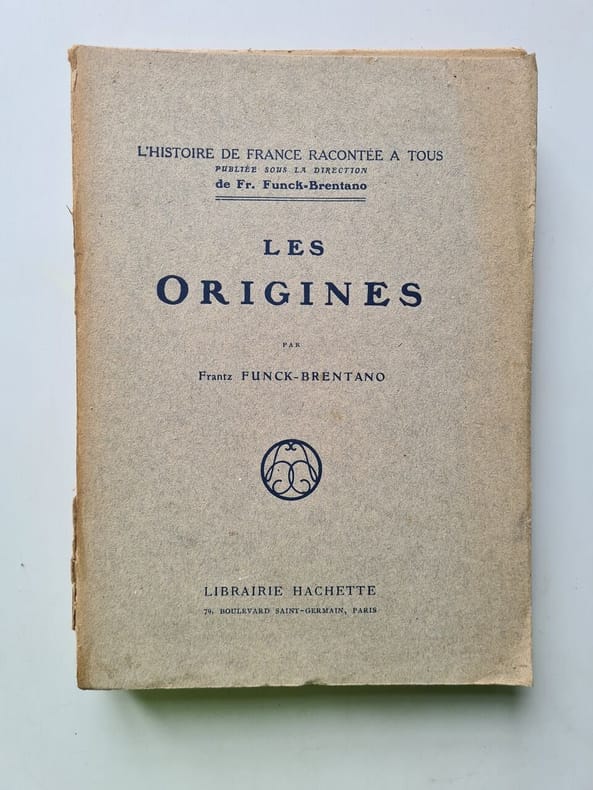 L'HISTOIRE DE FRANCE RACONTÉE A TOUS
PUBLIÉE SOUS LA DIRECTION
de Fr. Funck-Brentano
LES
ORIGINES
PAR
Frantz FUNCK-BRENTANO
LIBRAIRIE HACHETTE
79, BOULEVARD SAINT-GERMAIN, PARIS